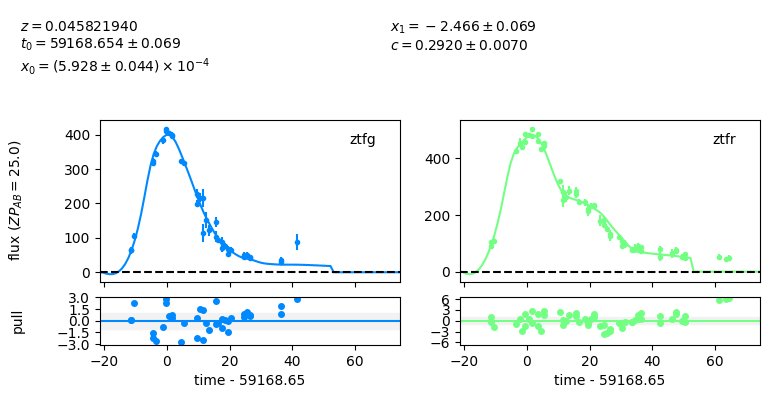 z = 0.045821940
t₀ = 59168.654 ± 0.069
x₀ = (5.928 ± 0.044) × 10⁻⁴
x₁ = −2.466 ± 0.069
c = 0.2920 ± 0.0070
flux (ZP_AB = 25.0)
400
300
200
100
0
ztfg
400
200
0
ztfr
pull
3.0
1.5
0.0
−1.5
−3.0
−20
0
20
40
60
time - 59168.65
6
3
0
−3
−6
−20
0
20
40
60
time - 59168.65